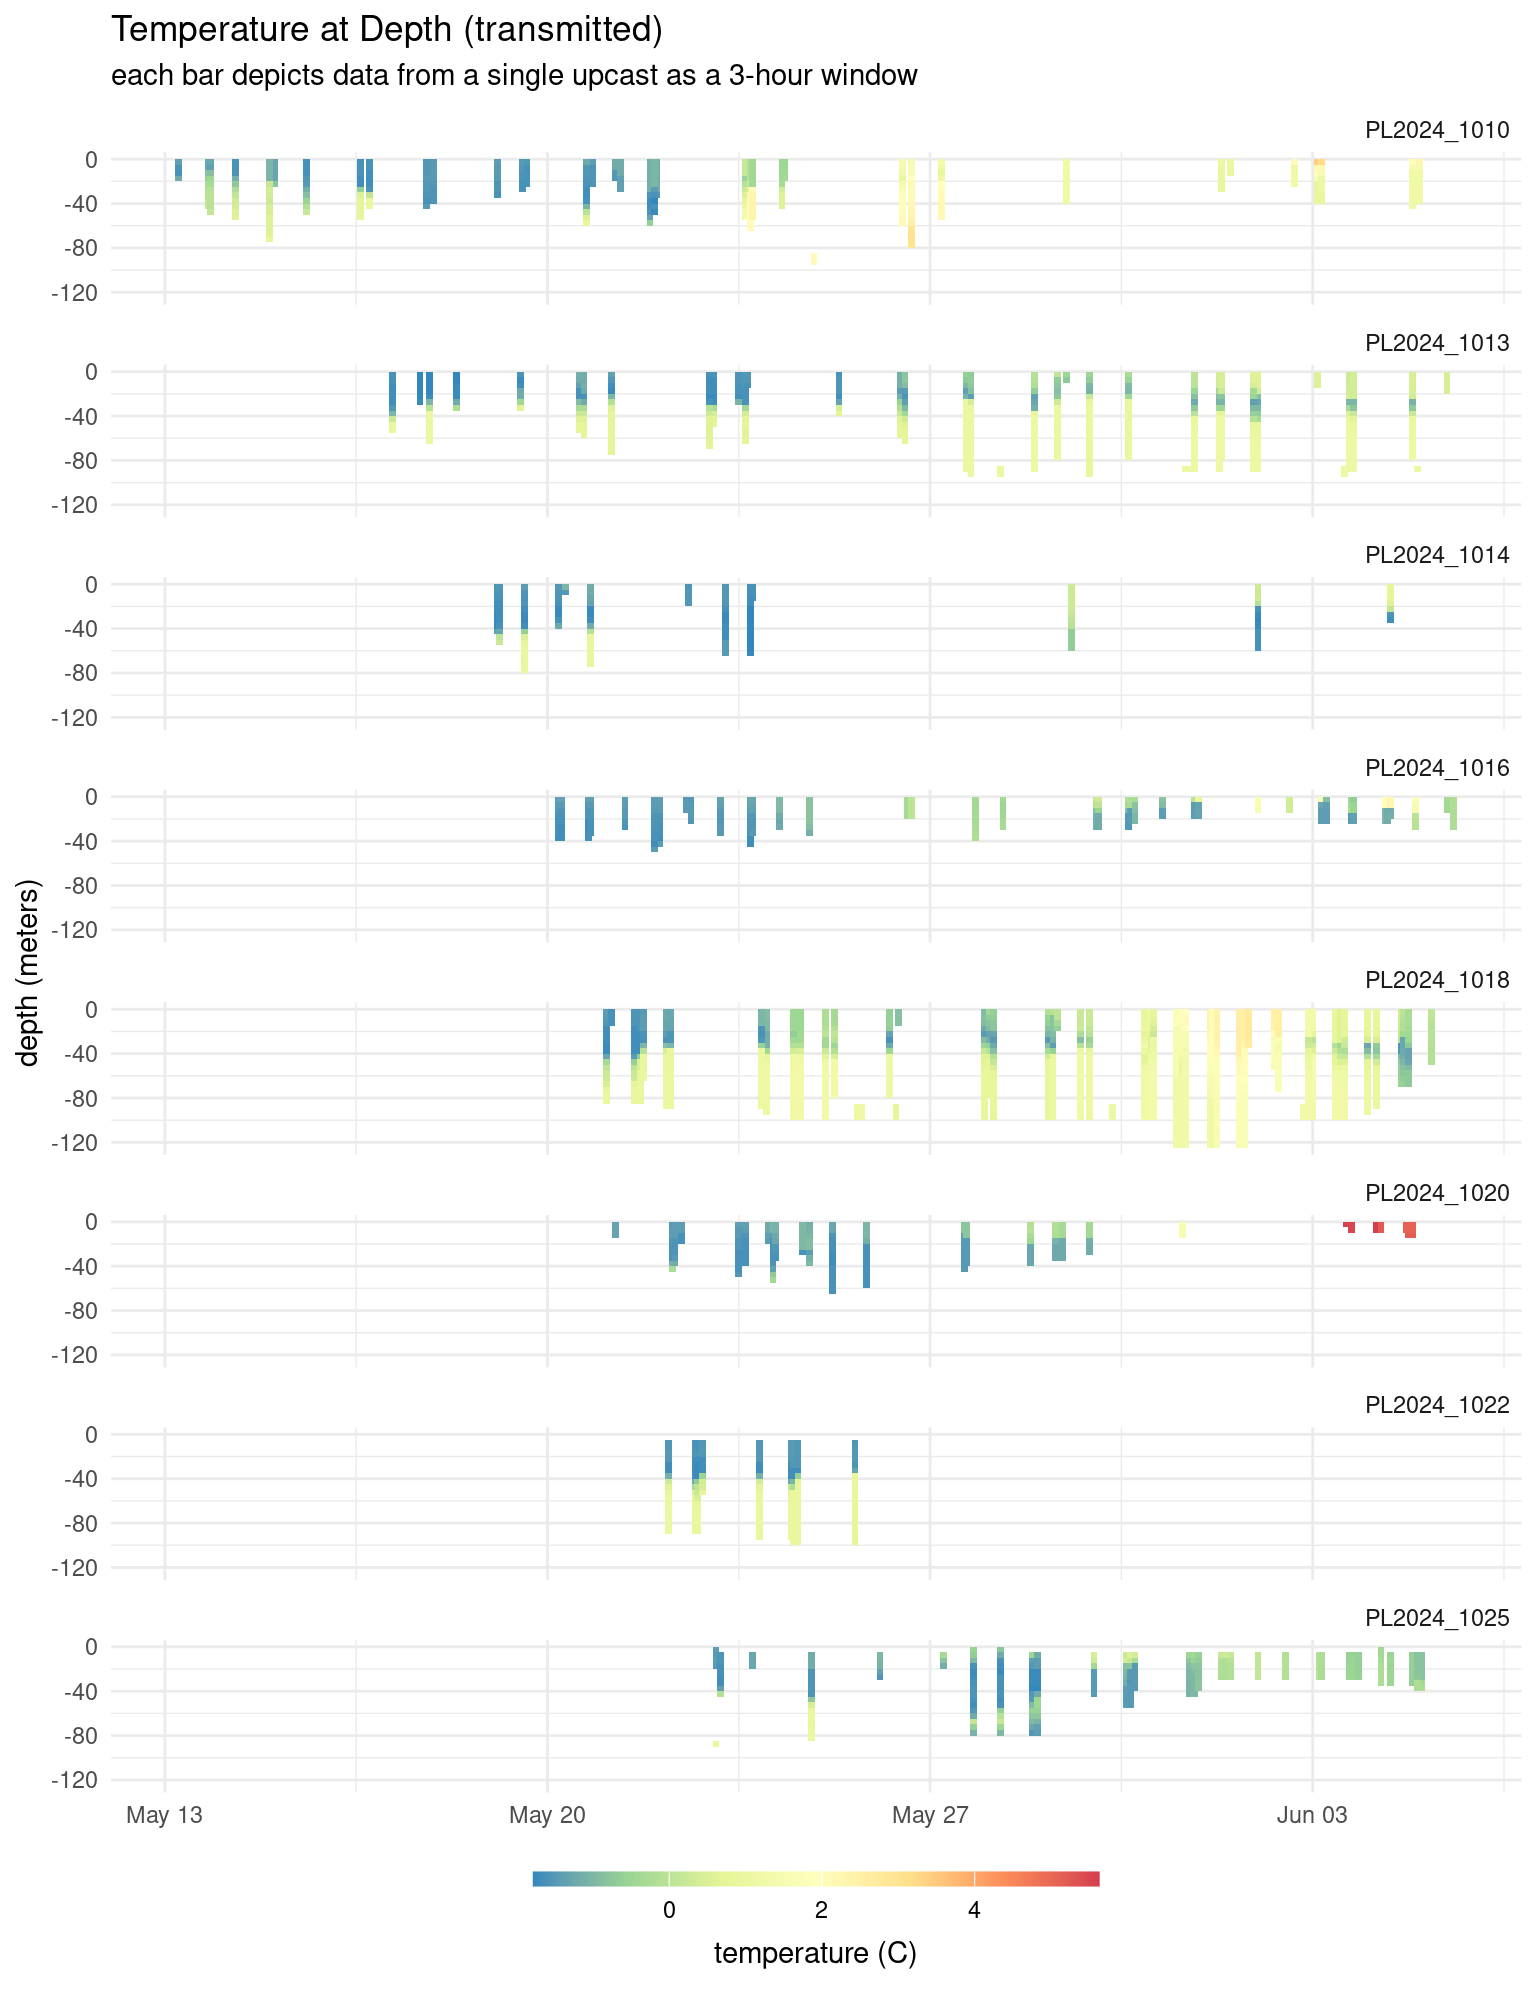 Temperature at Depth (transmitted)
each bar depicts data from a single upcast as a 3-hour window
PL2024_1010
0
-40
-80
-120
PL2024_1013
0
-40
-80
-120
PL2024_1014
0
-40
-80
-120
PL2024_1016
0
-40
-80
-120
depth (meters)
PL2024_1018
0
-40
-80
-120
PL2024_1020
0
-40
-80
-120
PL2024_1022
0
-40
-80
-120
PL2024_1025
0
-40
-80
-120
May 13 May 20 May 27 Jun 03
0 2 4
temperature (C)